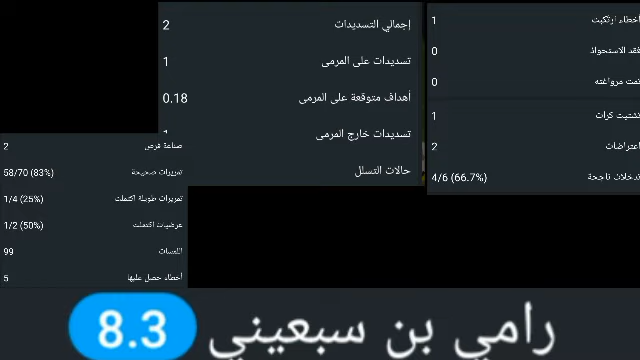 إجمالي التسديدات 2
تسديدات على المرمى 1
أهداف متوقعة على المرمى 0.18
تسديدات خارج المرمى 1
حالات التسلل
أخطاء ارتكبت 1
فقد الاستحواذ 0
تمت مراوغته 0
تشتيت كرات 1
اعتراضات 2
تدخلات ناجحة 4/6 (66.7%)
صناعة فرص 2
تمريرات صحيحة 58/70 (83%)
تمريرات طويلة اكتملت 1/4 (25%)
عرضيات اكتملت 1/2 (50%)
اللمسات 99
أخطاء حصل عليها 5
رامي بن سبعيني 8.3